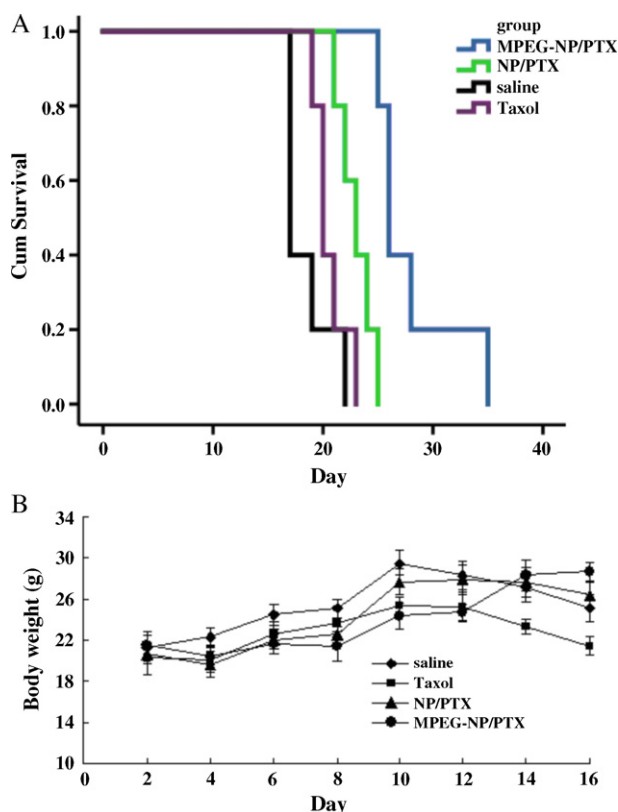 A
group
MPEG-NP/PTX
NP/PTX
saline
Taxol
1.0
0.8
0.6
0.4
0.2
0.0
Cum Survival
0 10 20 30 40
Day
B
34
30
26
22
18
14
10
Body weight (g)
saline
Taxol
NP/PTX
MPEG-NP/PTX
0 2 4 6 8 10 12 14 16
Day